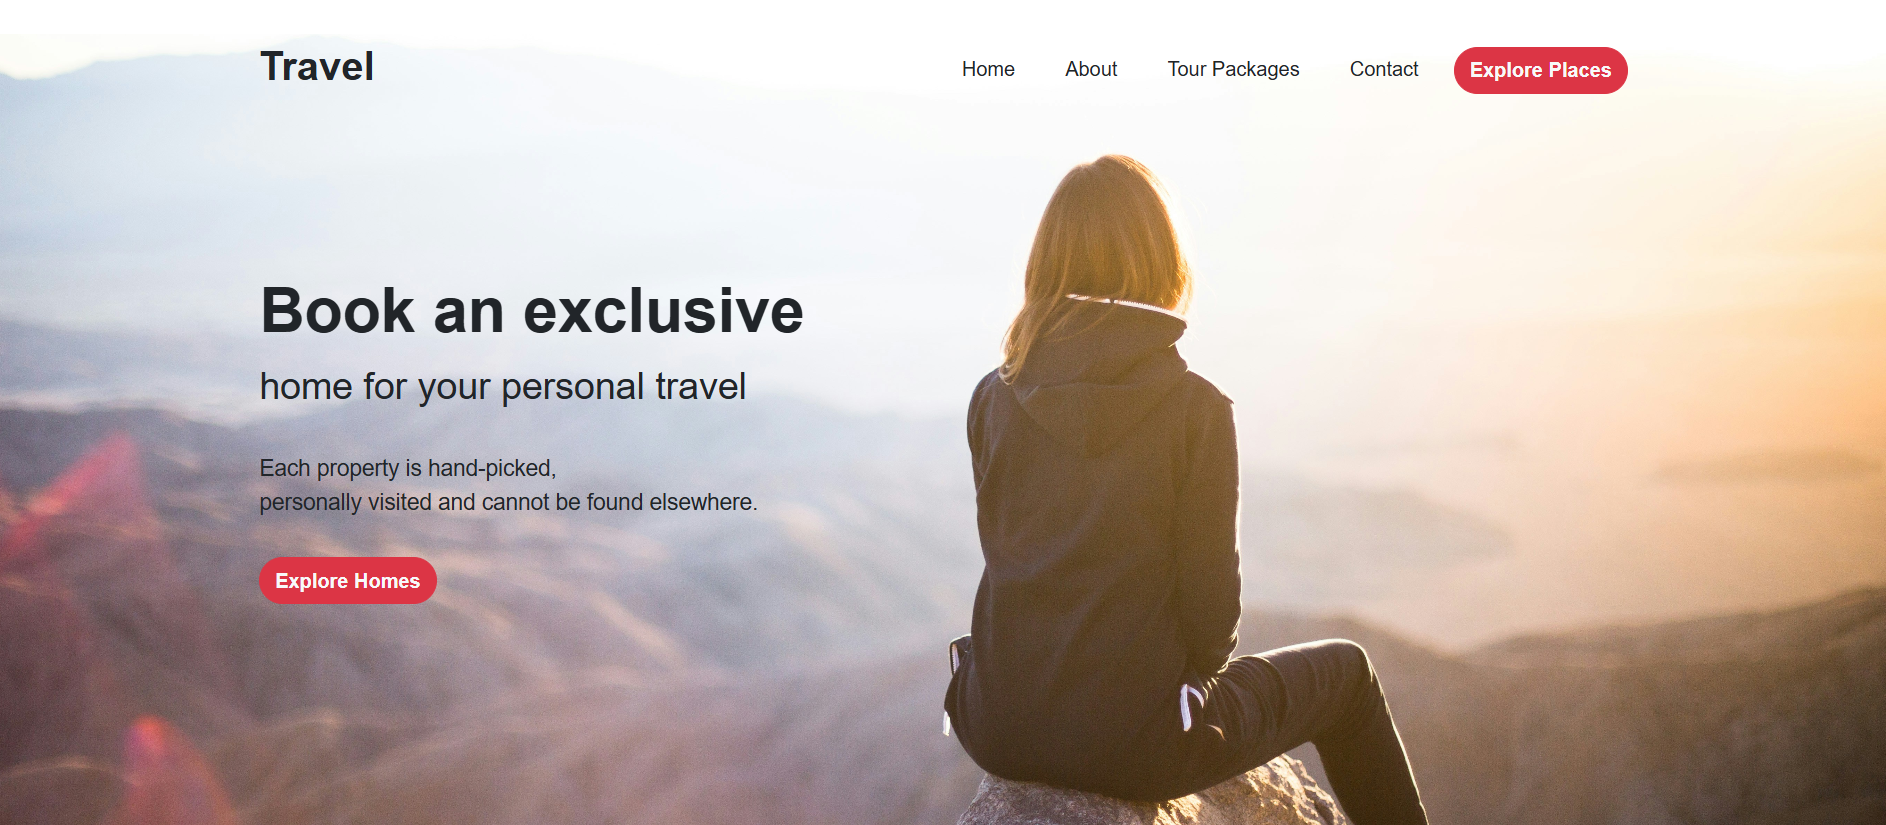 Travel
Home About Tour Packages Contact Explore Places
Book an exclusive
home for your personal travel
Each property is hand-picked,
personally visited and cannot be found elsewhere.
Explore Homes